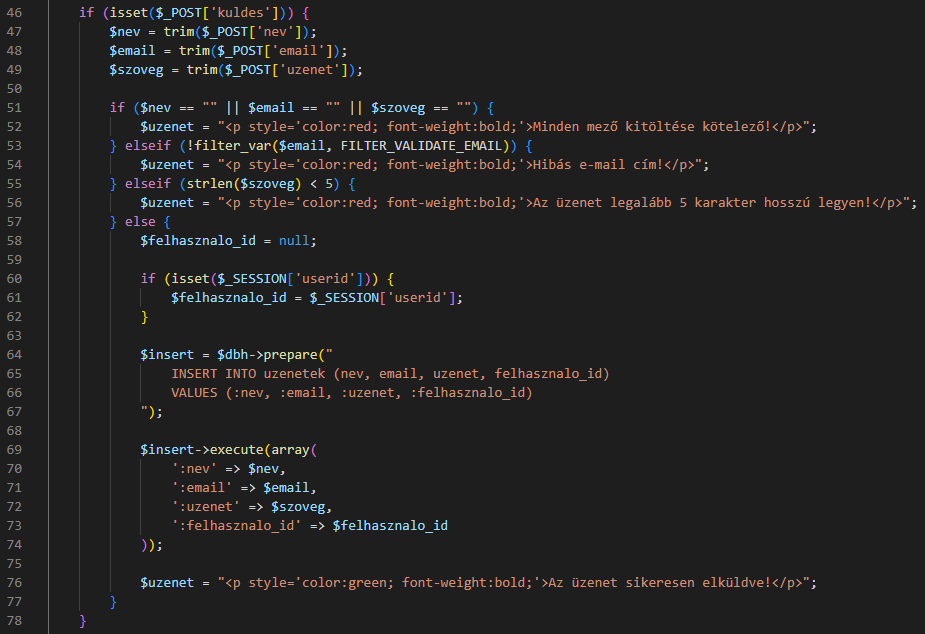 46 if (isset($_POST['kuldes'])) {
47 $nev = trim($_POST['nev']);
48 $email = trim($_POST['email']);
49 $szoveg = trim($_POST['uzenet']);
50
51 if ($nev == "" || $email == "" || $szoveg == "") {
52 $uzenet = "<p style='color:red; font-weight:bold;'>Minden mező kitöltése kötelező!</p>";
53 } elseif (!filter_var($email, FILTER_VALIDATE_EMAIL)) {
54 $uzenet = "<p style='color:red; font-weight:bold;'>Hibás e-mail cím!</p>";
55 } elseif (strlen($szoveg) < 5) {
56 $uzenet = "<p style='color:red; font-weight:bold;'>Az üzenet legalább 5 karakter hosszú legyen!</p>";
57 } else {
58 $felhasznalo_id = null;
59
60 if (isset($_SESSION['userid'])) {
61 $felhasznalo_id = $_SESSION['userid'];
62 }
63
64 $insert = $dbh->prepare("
65 INSERT INTO uzenetek (nev, email, uzenet, felhasznalo_id)
66 VALUES (:nev, :email, :uzenet, :felhasznalo_id)
67 ");
68
69 $insert->execute(array(
70 ':nev' => $nev,
71 ':email' => $email,
72 ':uzenet' => $szoveg,
73 ':felhasznalo_id' => $felhasznalo_id
74 ));
75
76 $uzenet = "<p style='color:green; font-weight:bold;'>Az üzenet sikeresen elküldve!</p>";
77 }
78 }